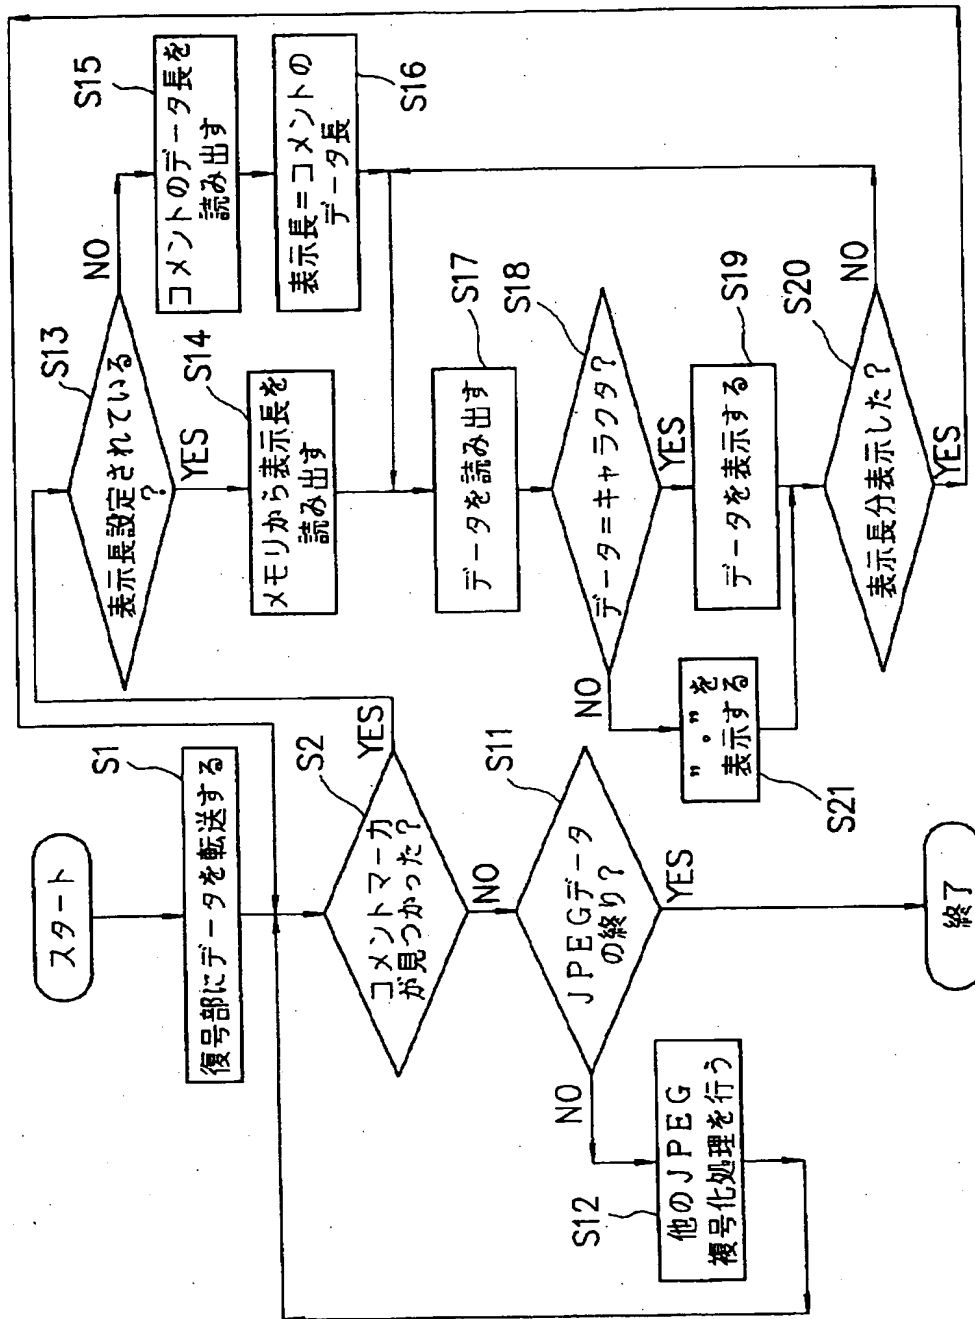 スタート
復号部にデータを転送する
S1
コメントマーカ
が見つかった?
S2
YES
NO
JPEGデータ
の終り?
S11
NO
YES
他のJPEG
複号化処理を行う
S12
終了
表示長設定されている
?
S13
NO
YES
メモリから表示長を
読み出す
S14
コメントのデータ長を
読み出す
S15
表示長=コメントの
データ長
S16
データを読み出す
S17
データ=キャラクタ?
S18
NO
YES
データを表示する
S19
"。"を
表示する
S21
表示長分表示した?
S20
NO
YES